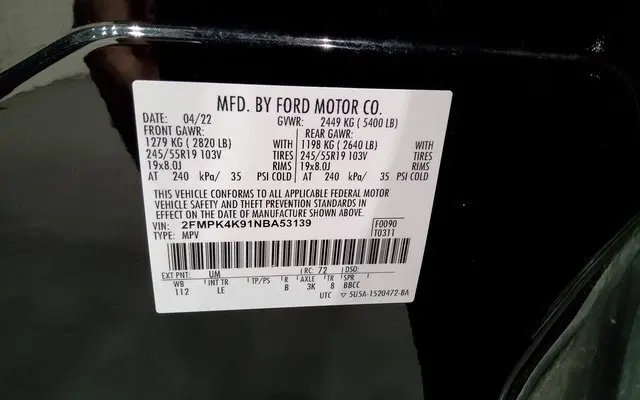 MFD. BY FORD MOTOR CO.
DATE: 04/22 GVWR: 2449 KG ( 5400 LB)
FRONT GAWR: REAR GAWR:
1279 KG ( 2820 LB) WITH 1198 KG ( 2640 LB) WITH
245/55R19 103V TIRES 245/55R19 103V TIRES
19x8.0J RIMS 19x8.0J RIMS
AT 240 kPa/ 35 PSI COLD AT 240 kPa/ 35 PSI COLD
THIS VEHICLE CONFORMS TO ALL APPLICABLE FEDERAL MOTOR
VEHICLE SAFETY AND THEFT PREVENTION STANDARDS IN
EFFECT ON THE DATE OF MANUFACTURE SHOWN ABOVE.
VIN: 2FMPK4K91NBA53139 F0090
TYPE: MPV T0311
EXT PNT: UM RC: 72 DSO:
WB INT TR TP/PS R AXLE TR SPR
112 LE B 3K 8 BBCC
UTC ▽ 5U5A-1520472-BA